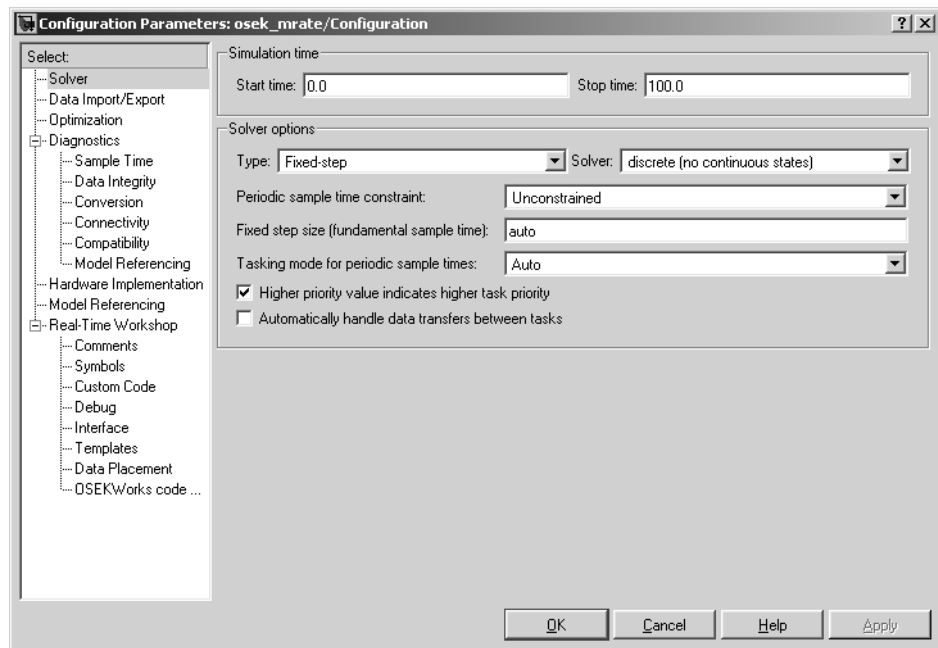 Configuration Parameters: osek_mrate/Configuration
Select:
Solver
Data Import/Export
Optimization
Diagnostics
Sample Time
Data Integrity
Conversion
Connectivity
Compatibility
Model Referencing
Hardware Implementation
Model Referencing
Real-Time Workshop
Comments
Symbols
Custom Code
Debug
Interface
Templates
Data Placement
OSEKWorks code ...
Simulation time
Start time: 0.0 Stop time: 100.0
Solver options
Type: Fixed-step Solver: discrete (no continuous states)
Periodic sample time constraint: Unconstrained
Fixed step size (fundamental sample time): auto
Tasking mode for periodic sample times: Auto
Higher priority value indicates higher task priority
Automatically handle data transfers between tasks
OK Cancel Help Apply